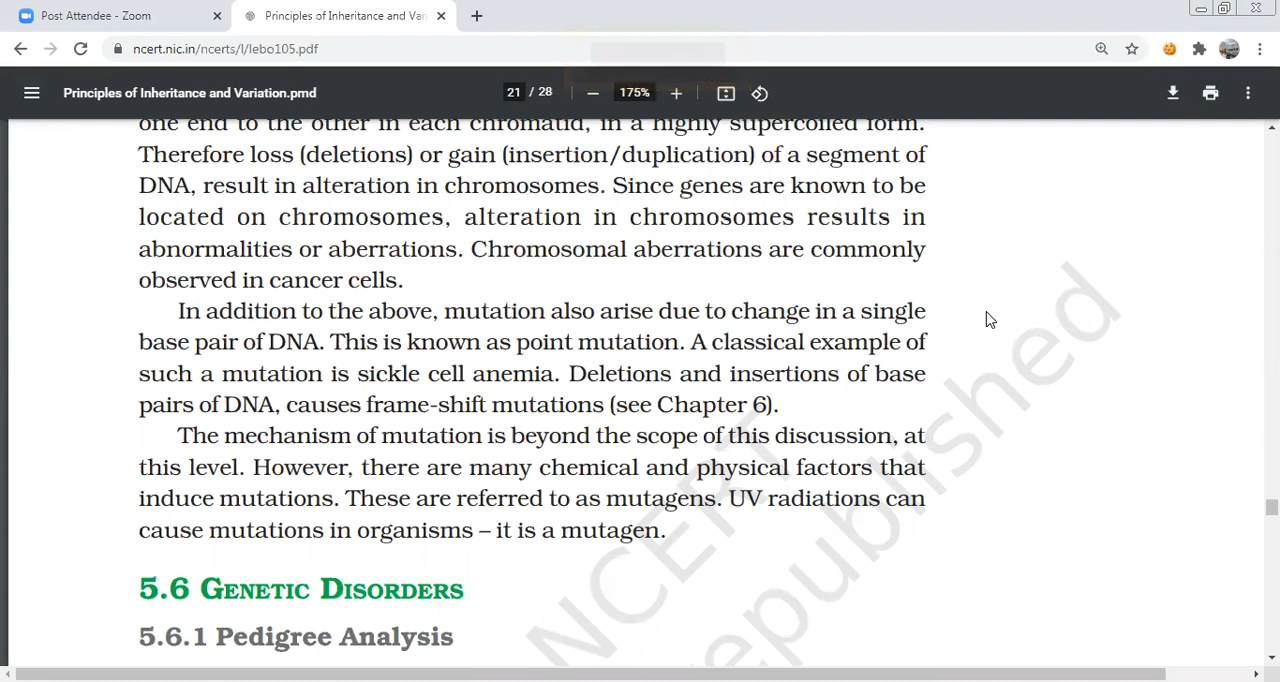 Post Attendee - Zoom
Principles of Inheritance and Var
ncert.nic.in/ncerts/l/lebo105.pdf
Principles of Inheritance and Variation.pmd
21 / 28
175%
one end to the other in each chromatid, in a highly supercoiled form.
Therefore loss (deletions) or gain (insertion/duplication) of a segment of
DNA, result in alteration in chromosomes. Since genes are known to be
located on chromosomes, alteration in chromosomes results in
abnormalities or aberrations. Chromosomal aberrations are commonly
observed in cancer cells.
In addition to the above, mutation also arise due to change in a single
base pair of DNA. This is known as point mutation. A classical example of
such a mutation is sickle cell anemia. Deletions and insertions of base
pairs of DNA, causes frame-shift mutations (see Chapter 6).
The mechanism of mutation is beyond the scope of this discussion, at
this level. However, there are many chemical and physical factors that
induce mutations. These are referred to as mutagens. UV radiations can
cause mutations in organisms – it is a mutagen.
5.6 GENETIC DISORDERS
5.6.1 Pedigree Analysis
NCERT
republished